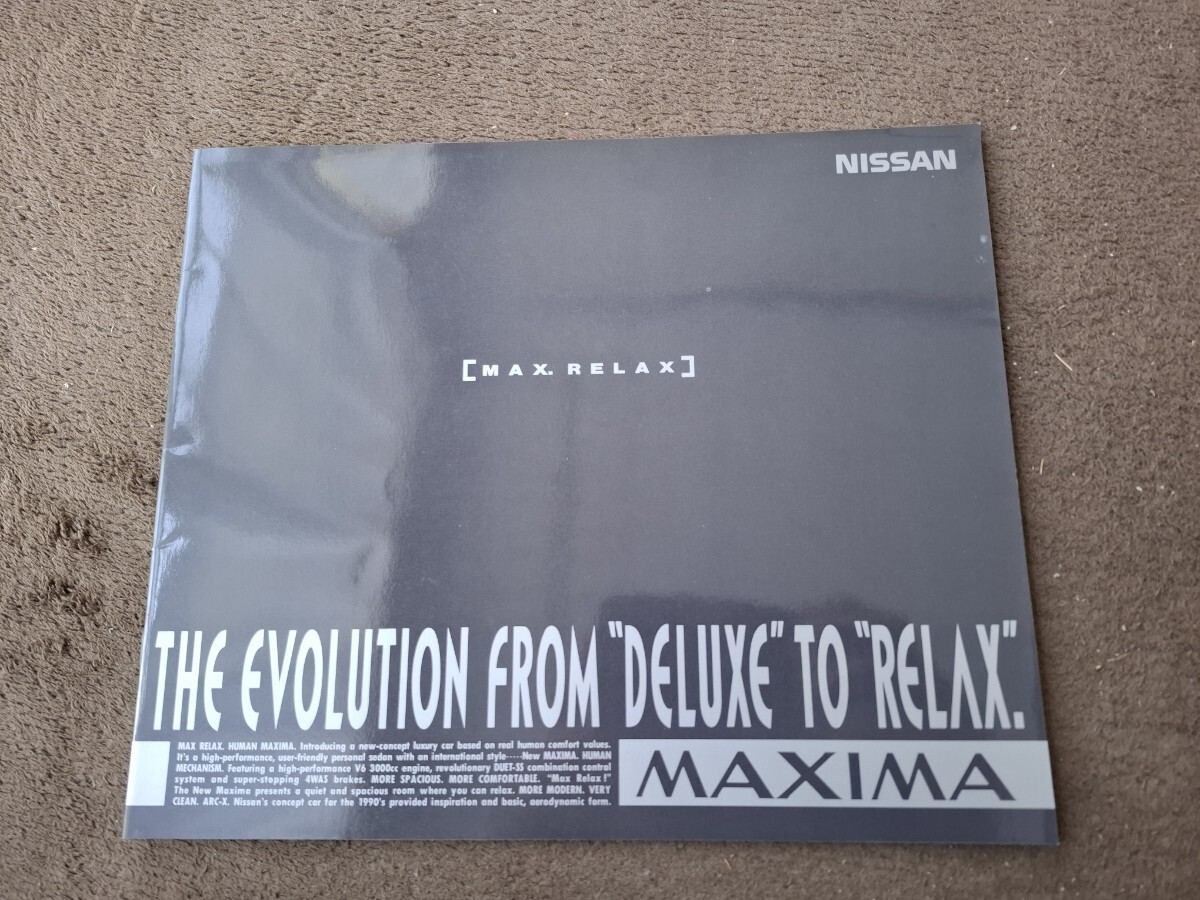 NISSAN
[MAX. RELAX]
THE EVOLUTION FROM "DELUXE" TO "RELAX".
MAX RELAX. HUMAN MAXIMA. Introducing a new-concept luxury car based on real human comfort values.
It's a high-performance, user-friendly personal sedan with an international style-----New MAXIMA. HUMAN
MECHANISM. Featuring a high-performance V6 3000cc engine, revolutionary DUET-SS combination control
system and super-stopping 4WAS brakes. MORE SPACIOUS. MORE COMFORTABLE. "Max Relax!"
The New Maxima presents a quiet and spacious room where you can relax. MORE MODERN. VERY
CLEAN. ARC-X. Nissan's concept car for the 1990's provided inspiration and basic, aerodynamic form.
MAXIMA